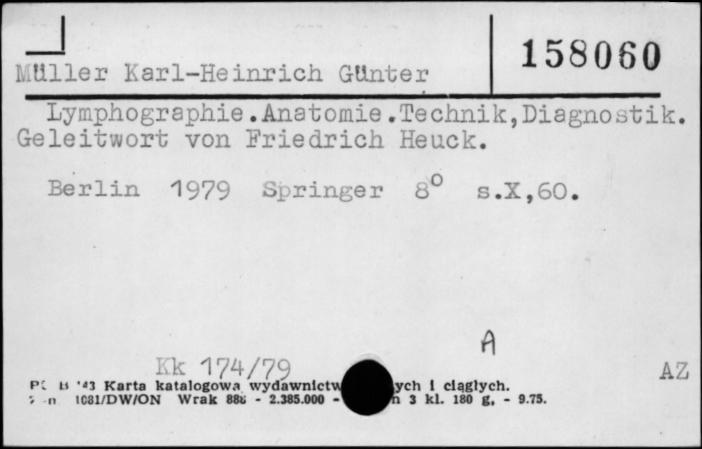 158060
Müller Karl-Heinrich Günter
Lymphographie.Anatomie.Technik,Diagnostik.
Geleitwort von Friedrich Heuck.
Berlin 1979 Springer 8° s.X,60.
A
Kk 174/79
AZ
Karta katalogowa wydawnictw ych i ciągłych.
1081/DW/ON Wrak - 2.385.000 - n 3 kl. 180 g, - 9.75.